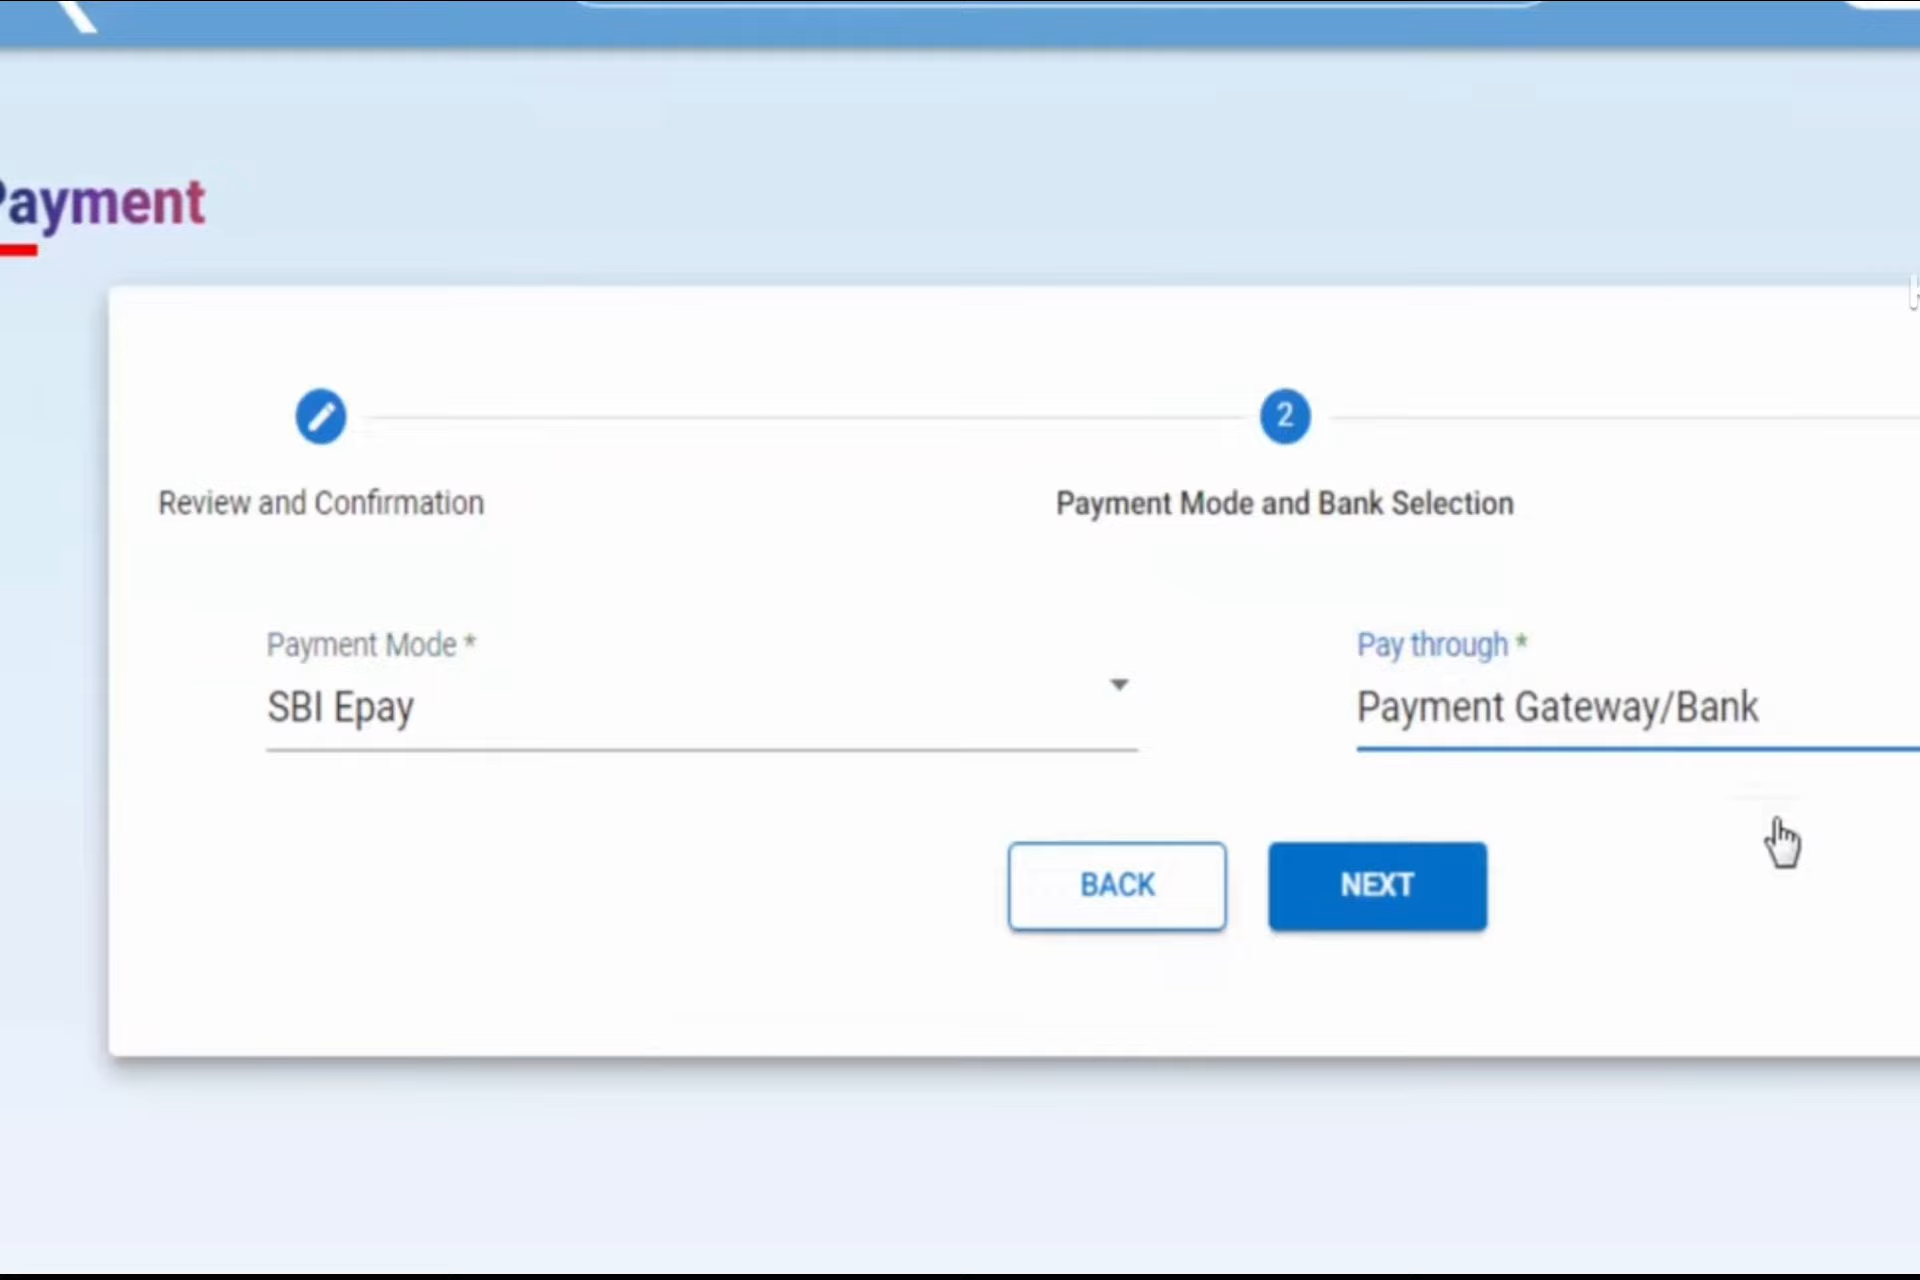 Payment
2
Review and Confirmation
Payment Mode and Bank Selection
Payment Mode *
Pay through *
SBI Epay
Payment Gateway/Bank
BACK
NEXT